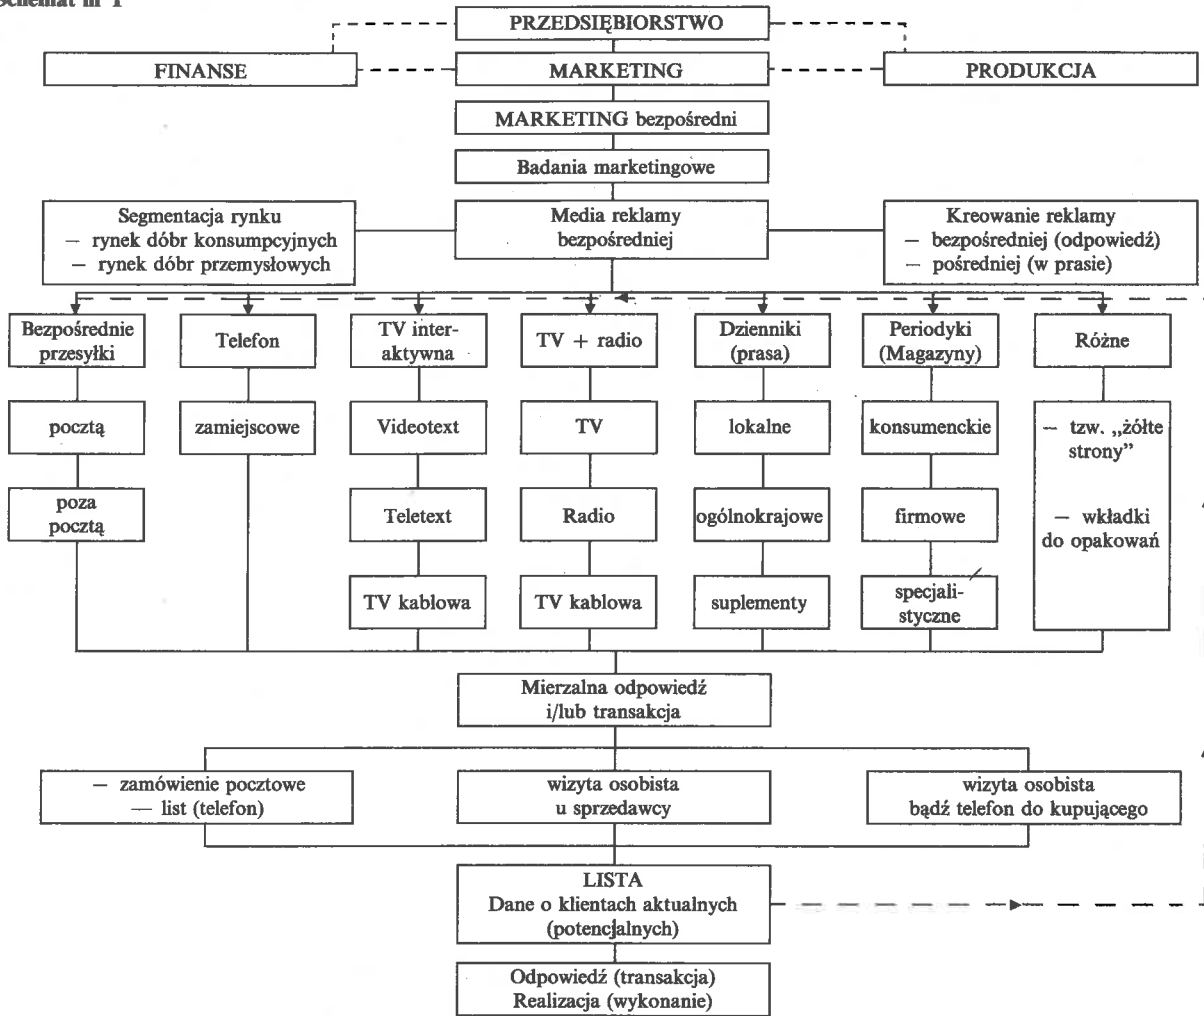 Schemat nr 1
PRZEDSIĘBIORSTWO
FINANSE
MARKETING
PRODUKCJA
MARKETING bezpośredni
Badania marketingowe
Segmentacja rynku
— rynek dóbr konsumpcyjnych
— rynek dóbr przemysłowych
Media reklamy
bezpośredniej
Kreowanie reklamy
— bezpośredniej (odpowiedź)
— pośredniej (w prasie)
Bezpośrednie
przesyłki
Telefon
TV inter-
aktywna
TV + radio
Dzienniki
(prasa)
Periodyki
(Magazyny)
Różne
pocztą
zamiejscowe
Videotext
TV
lokalne
konsumenckie
— tzw. „żółte
strony”
poza
pocztą
Teletext
Radio
ogólnokrajowe
firmowe
— wkładki
do opakowań
TV kablowa
TV kablowa
suplementy
specjali-
styczne
Mierzalna odpowiedź
i/lub transakcja
— zamówienie pocztowe
— list (telefon)
wizyta osobista
u sprzedawcy
wizyta osobista
bądź telefon do kupującego
LISTA
Dane o klientach aktualnych
(potencjalnych)
Odpowiedź (transakcja)
Realizacja (wykonanie)